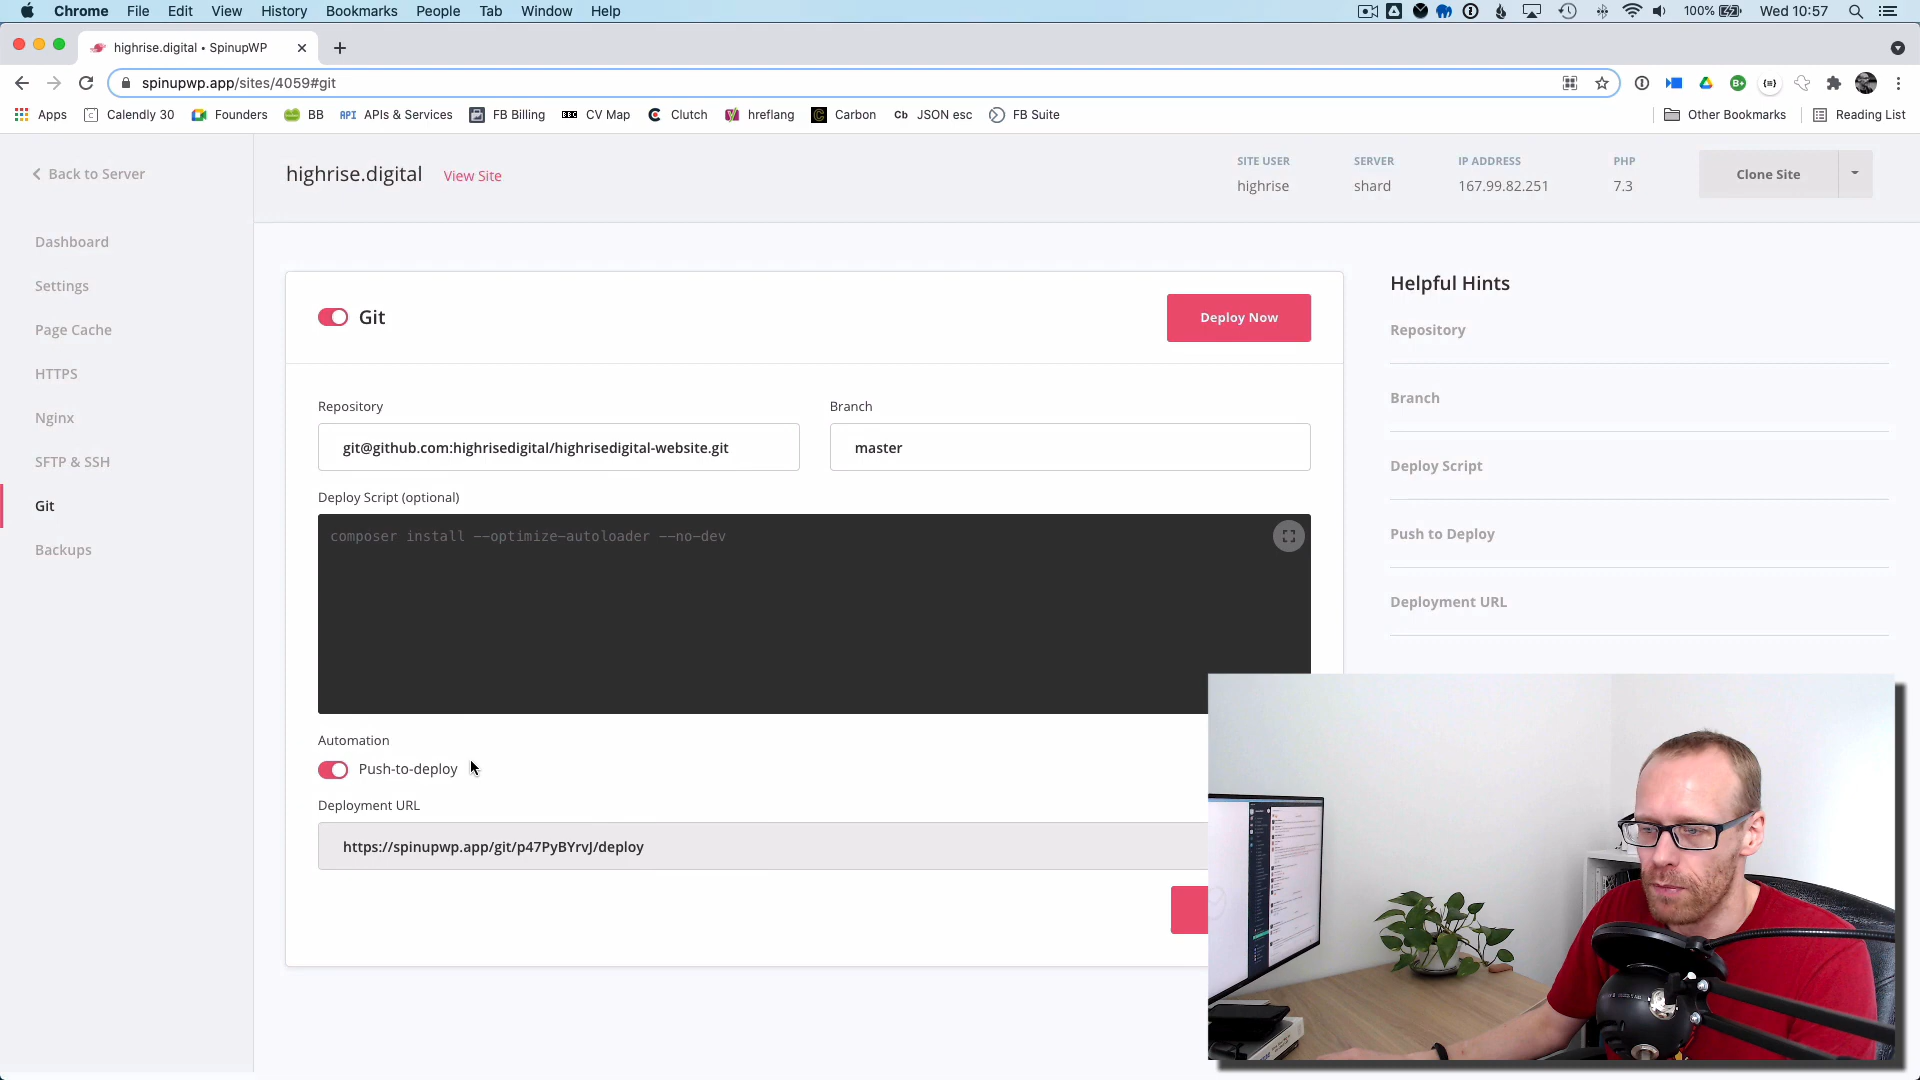 Chrome File Edit View History Bookmarks People Tab Window Help 100% Wed 10:57
highrise.digital • SpinupWP
spinupwp.app/sites/4059#git
Apps Calendly 30 Founders BB API APIs & Services FB Billing BBC CV Map Clutch hreflang Carbon Cb JSON esc FB Suite Other Bookmarks Reading List
Back to Server
highrise.digital View Site
SITE USER SERVER IP ADDRESS PHP
highrise shard 167.99.82.251 7.3
Clone Site
Dashboard
Settings
Page Cache
HTTPS
Nginx
SFTP & SSH
Git
Backups
Git
Deploy Now
Repository Branch
git@github.com:highrisedigital/highrisedigital-website.git master
Deploy Script (optional)
composer install --optimize-autoloader --no-dev
Automation
Push-to-deploy
Deployment URL
https://spinupwp.app/git/p47PyBYrvJ/deploy
Helpful Hints
Repository
Branch
Deploy Script
Push to Deploy
Deployment URL